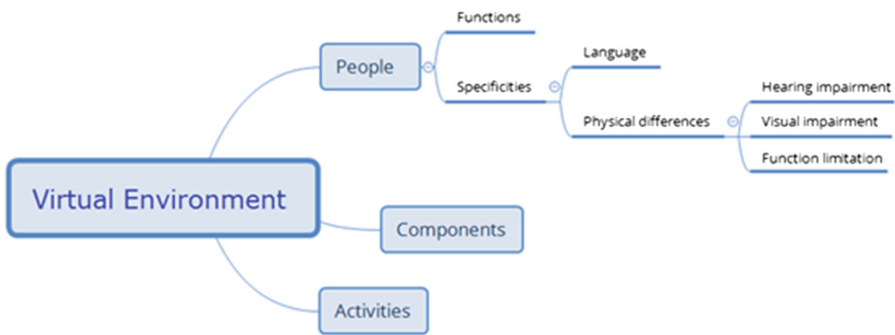 Functions
People
Language
Specificities
Hearing impairment
Physical differences
Visual impairment
Function limitation
Virtual Environment
Components
Activities